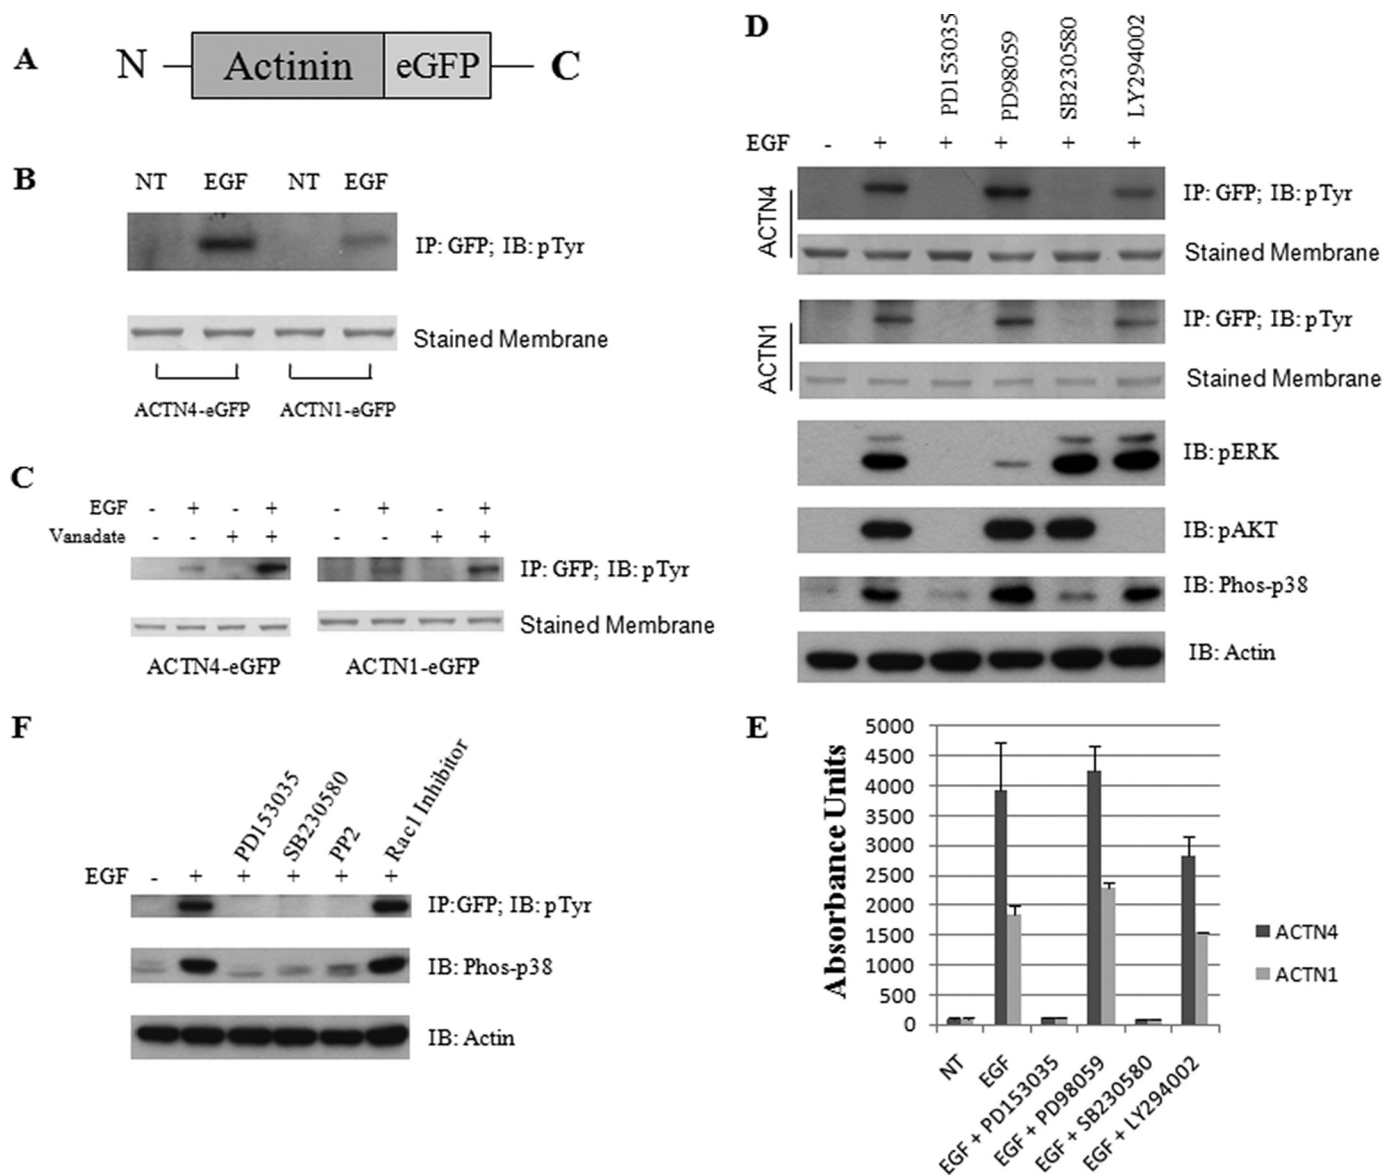 A
N Actinin eGFP C
B
NT EGF NT EGF
IP: GFP; IB: pTyr
Stained Membrane
ACTN4-eGFP ACTN1-eGFP
C
EGF - + - + - + - +
Vanadate - - + + - - + +
IP: GFP; IB: pTyr
Stained Membrane
ACTN4-eGFP ACTN1-eGFP
D
PD153035
PD98059
SB230580
LY294002
EGF - + + + + +
ACTN4
IP: GFP; IB: pTyr
Stained Membrane
ACTN1
IP: GFP; IB: pTyr
Stained Membrane
IB: pERK
IB: pAKT
IB: Phos-p38
IB: Actin
F
PD153035
SB230580
PP2
Rac1 Inhibitor
EGF - + + + + +
IP:GFP; IB: pTyr
IB: Phos-p38
IB: Actin
E
Absorbance Units
5000
4500
4000
3500
3000
2500
2000
1500
1000
500
0
NT
EGF
EGF + PD153035
EGF + PD98059
EGF + SB230580
EGF + LY294002
ACTN4
ACTN1